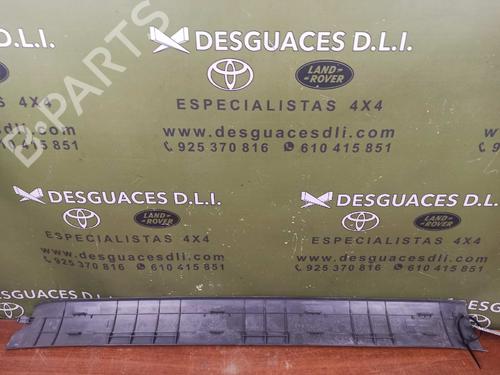 B-PARTS
DESGUACES D.L.I.
TOYOTA
LAND-
ROVER
ESPECIALISTAS 4X4
www.desguacesdli.com
925 370 816 610 415 851
DESGUACES D.L.I.
LAND-
ROVER
ESPECIALISTAS 4X4
www.desguacesdli.com
925 370 816 610 415 851
DESGUACES D.L.I.
LAND-
ROVER
ESPECIALISTAS 4X4
www.desguacesdli.com
925 370 816 610 415 851